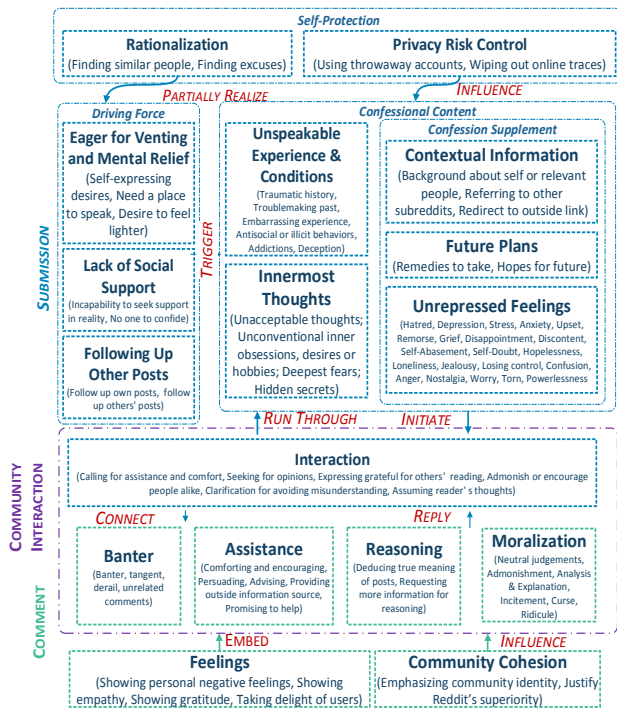 Self-Protection
Rationalization
(Finding similar people, Finding excuses)
Privacy Risk Control
(Using throwaway accounts, Wiping out online traces)
PARTIALLY REALIZE
INFLUENCE
SUBMISSION
Driving Force
Eager for Venting
and Mental Relief
(Self-expressing
desires, Need a place
to speak, Desire to feel
lighter)
Lack of Social
Support
(Incapability to seek support
in reality, No one to confide)
Following Up
Other Posts
(Follow up own posts, follow
up others' posts)
TRIGGER
Confessional Content
Unspeakable
Experience &
Conditions
(Traumatic history,
Troublemaking past,
Embarrassing experience,
Antisocial or illicit behaviors,
Addictions, Deception)
Innermost
Thoughts
(Unacceptable thoughts;
Unconventional inner
obsessions, desires or
hobbies; Deepest fears;
Hidden secrets)
Confession Supplement
Contextual Information
(Background about self or relevant
people, Referring to other
subreddits, Redirect to outside link)
Future Plans
(Remedies to take, Hopes for future)
Unrepressed Feelings
(Hatred, Depression, Stress, Anxiety, Upset,
Remorse, Grief, Disappointment, Discontent,
Self-Abasement, Self-Doubt, Hopelessness,
Loneliness, Jealousy, Losing control, Confusion,
Anger, Nostalgia, Worry, Torn, Powerlessness
RUN THROUGH
INITIATE
COMMUNITY
INTERACTION
Interaction
(Calling for assistance and comfort, Seeking for opinions, Expressing grateful for others' reading, Admonish or encourage
people alike, Clarification for avoiding misunderstanding, Assuming reader's thoughts)
CONNECT
REPLY
COMMENT
Banter
(Banter, tangent,
derail, unrelated
comments)
Assistance
(Comforting and encouraging,
Persuading, Advising, Providing
outside information source,
Promising to help)
Reasoning
(Deducing true meaning
of posts, Requesting
more information for
reasoning)
Moralization
(Neutral judgements,
Admonishment, Analysis
& Explanation,
Incitement, Curse,
Ridicule)
EMBED
INFLUENCE
Feelings
(Showing personal negative feelings, Showing
empathy, Showing gratitude, Taking delight of users)
Community Cohesion
(Emphasizing community identity, Justify
Reddit's superiority)